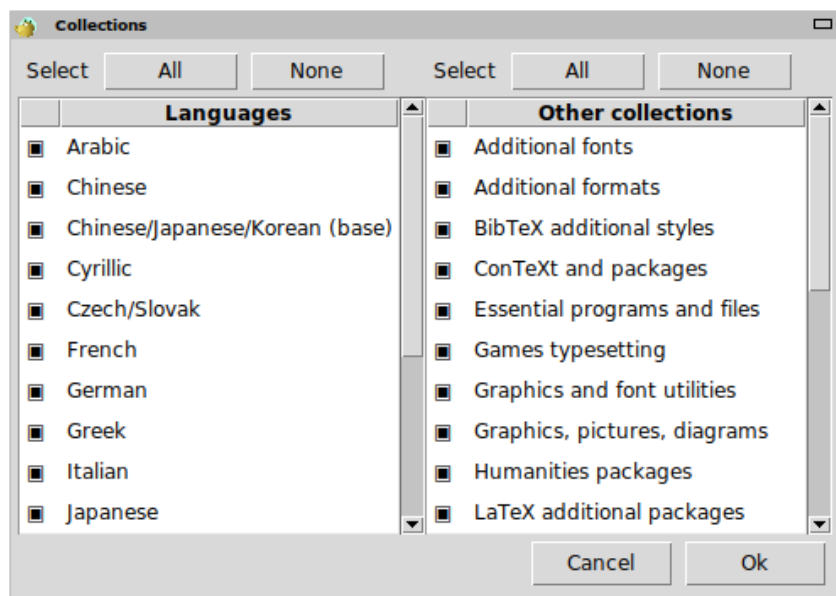 Collections
Select All None Select All None
Languages
Arabic
Chinese
Chinese/Japanese/Korean (base)
Cyrillic
Czech/Slovak
French
German
Greek
Italian
Japanese
Other collections
Additional fonts
Additional formats
BibTeX additional styles
ConTeXt and packages
Essential programs and files
Games typesetting
Graphics and font utilities
Graphics, pictures, diagrams
Humanities packages
LaTeX additional packages
Cancel Ok